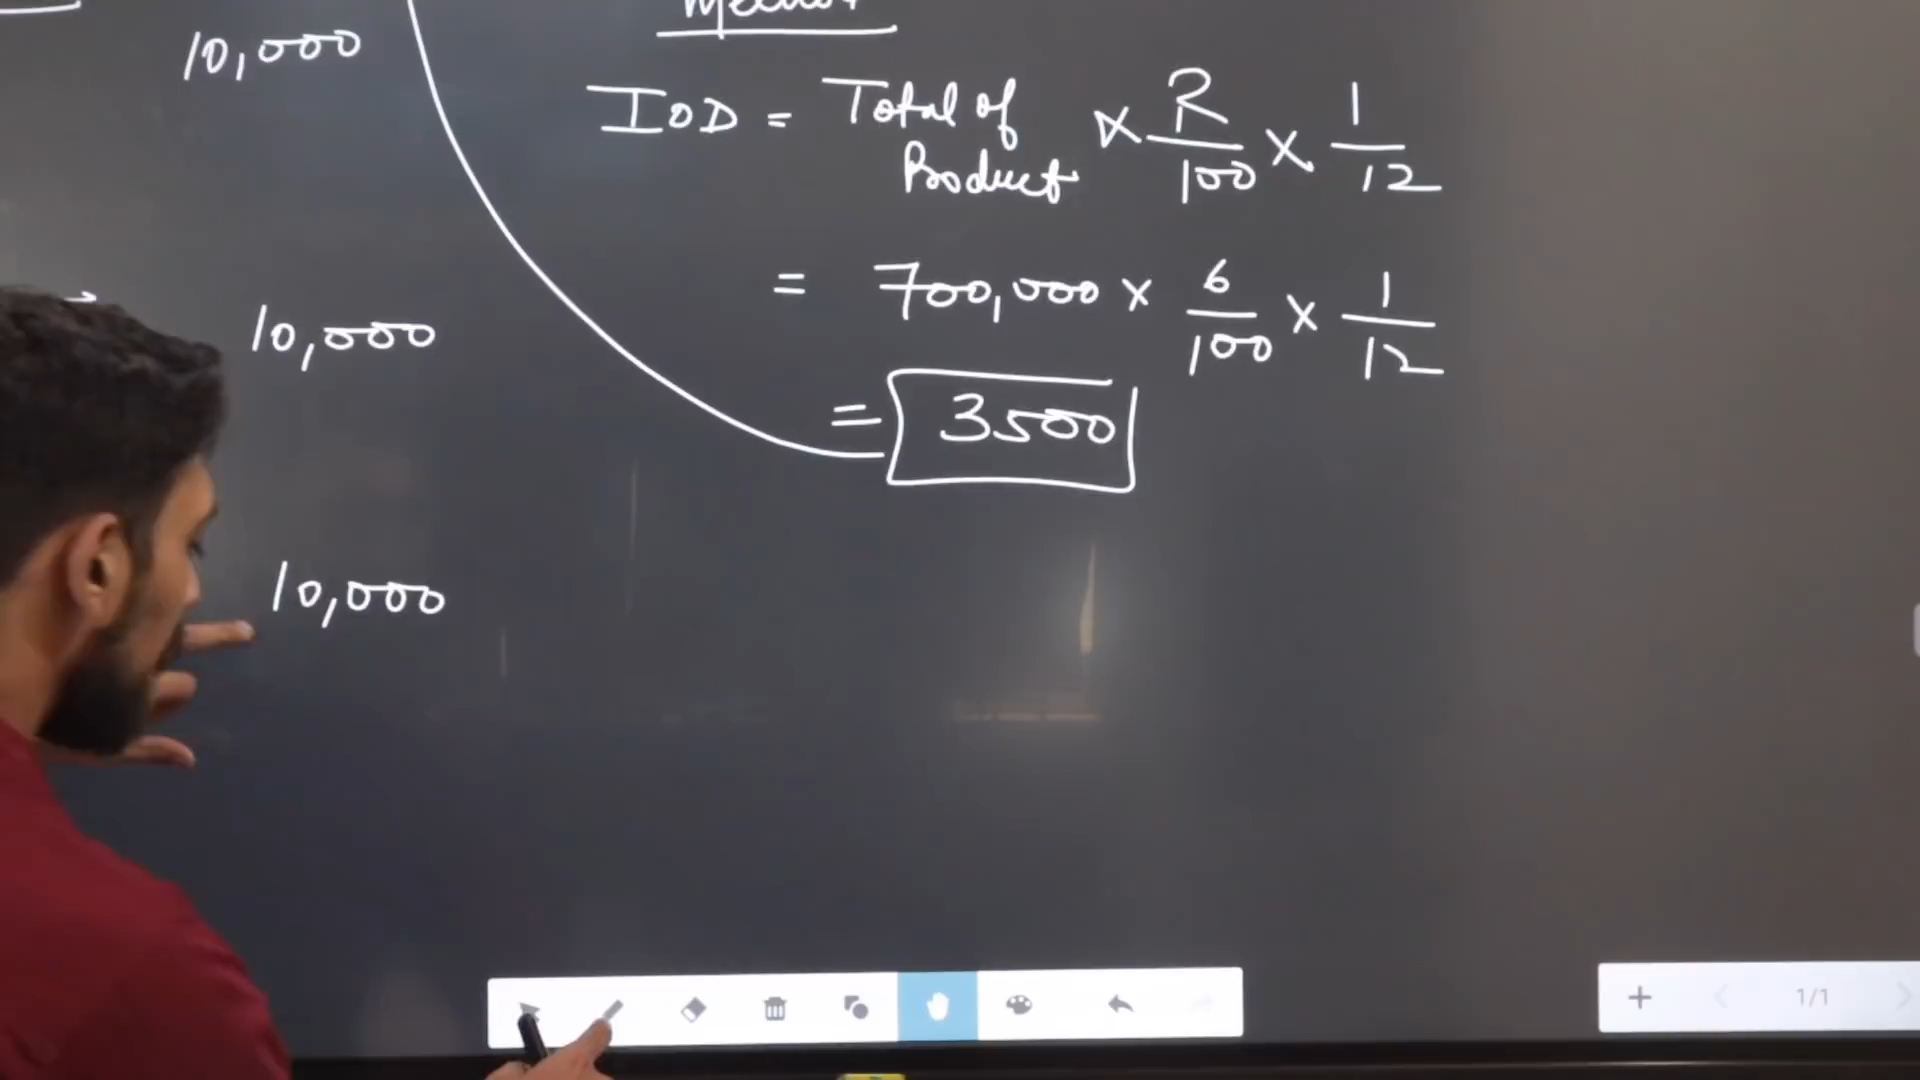 Method
10,000
IOD = Total of Product × R/100 × 1/12
= 700,000 × 6/100 × 1/12
10,000
= 3500
10,000
1/1